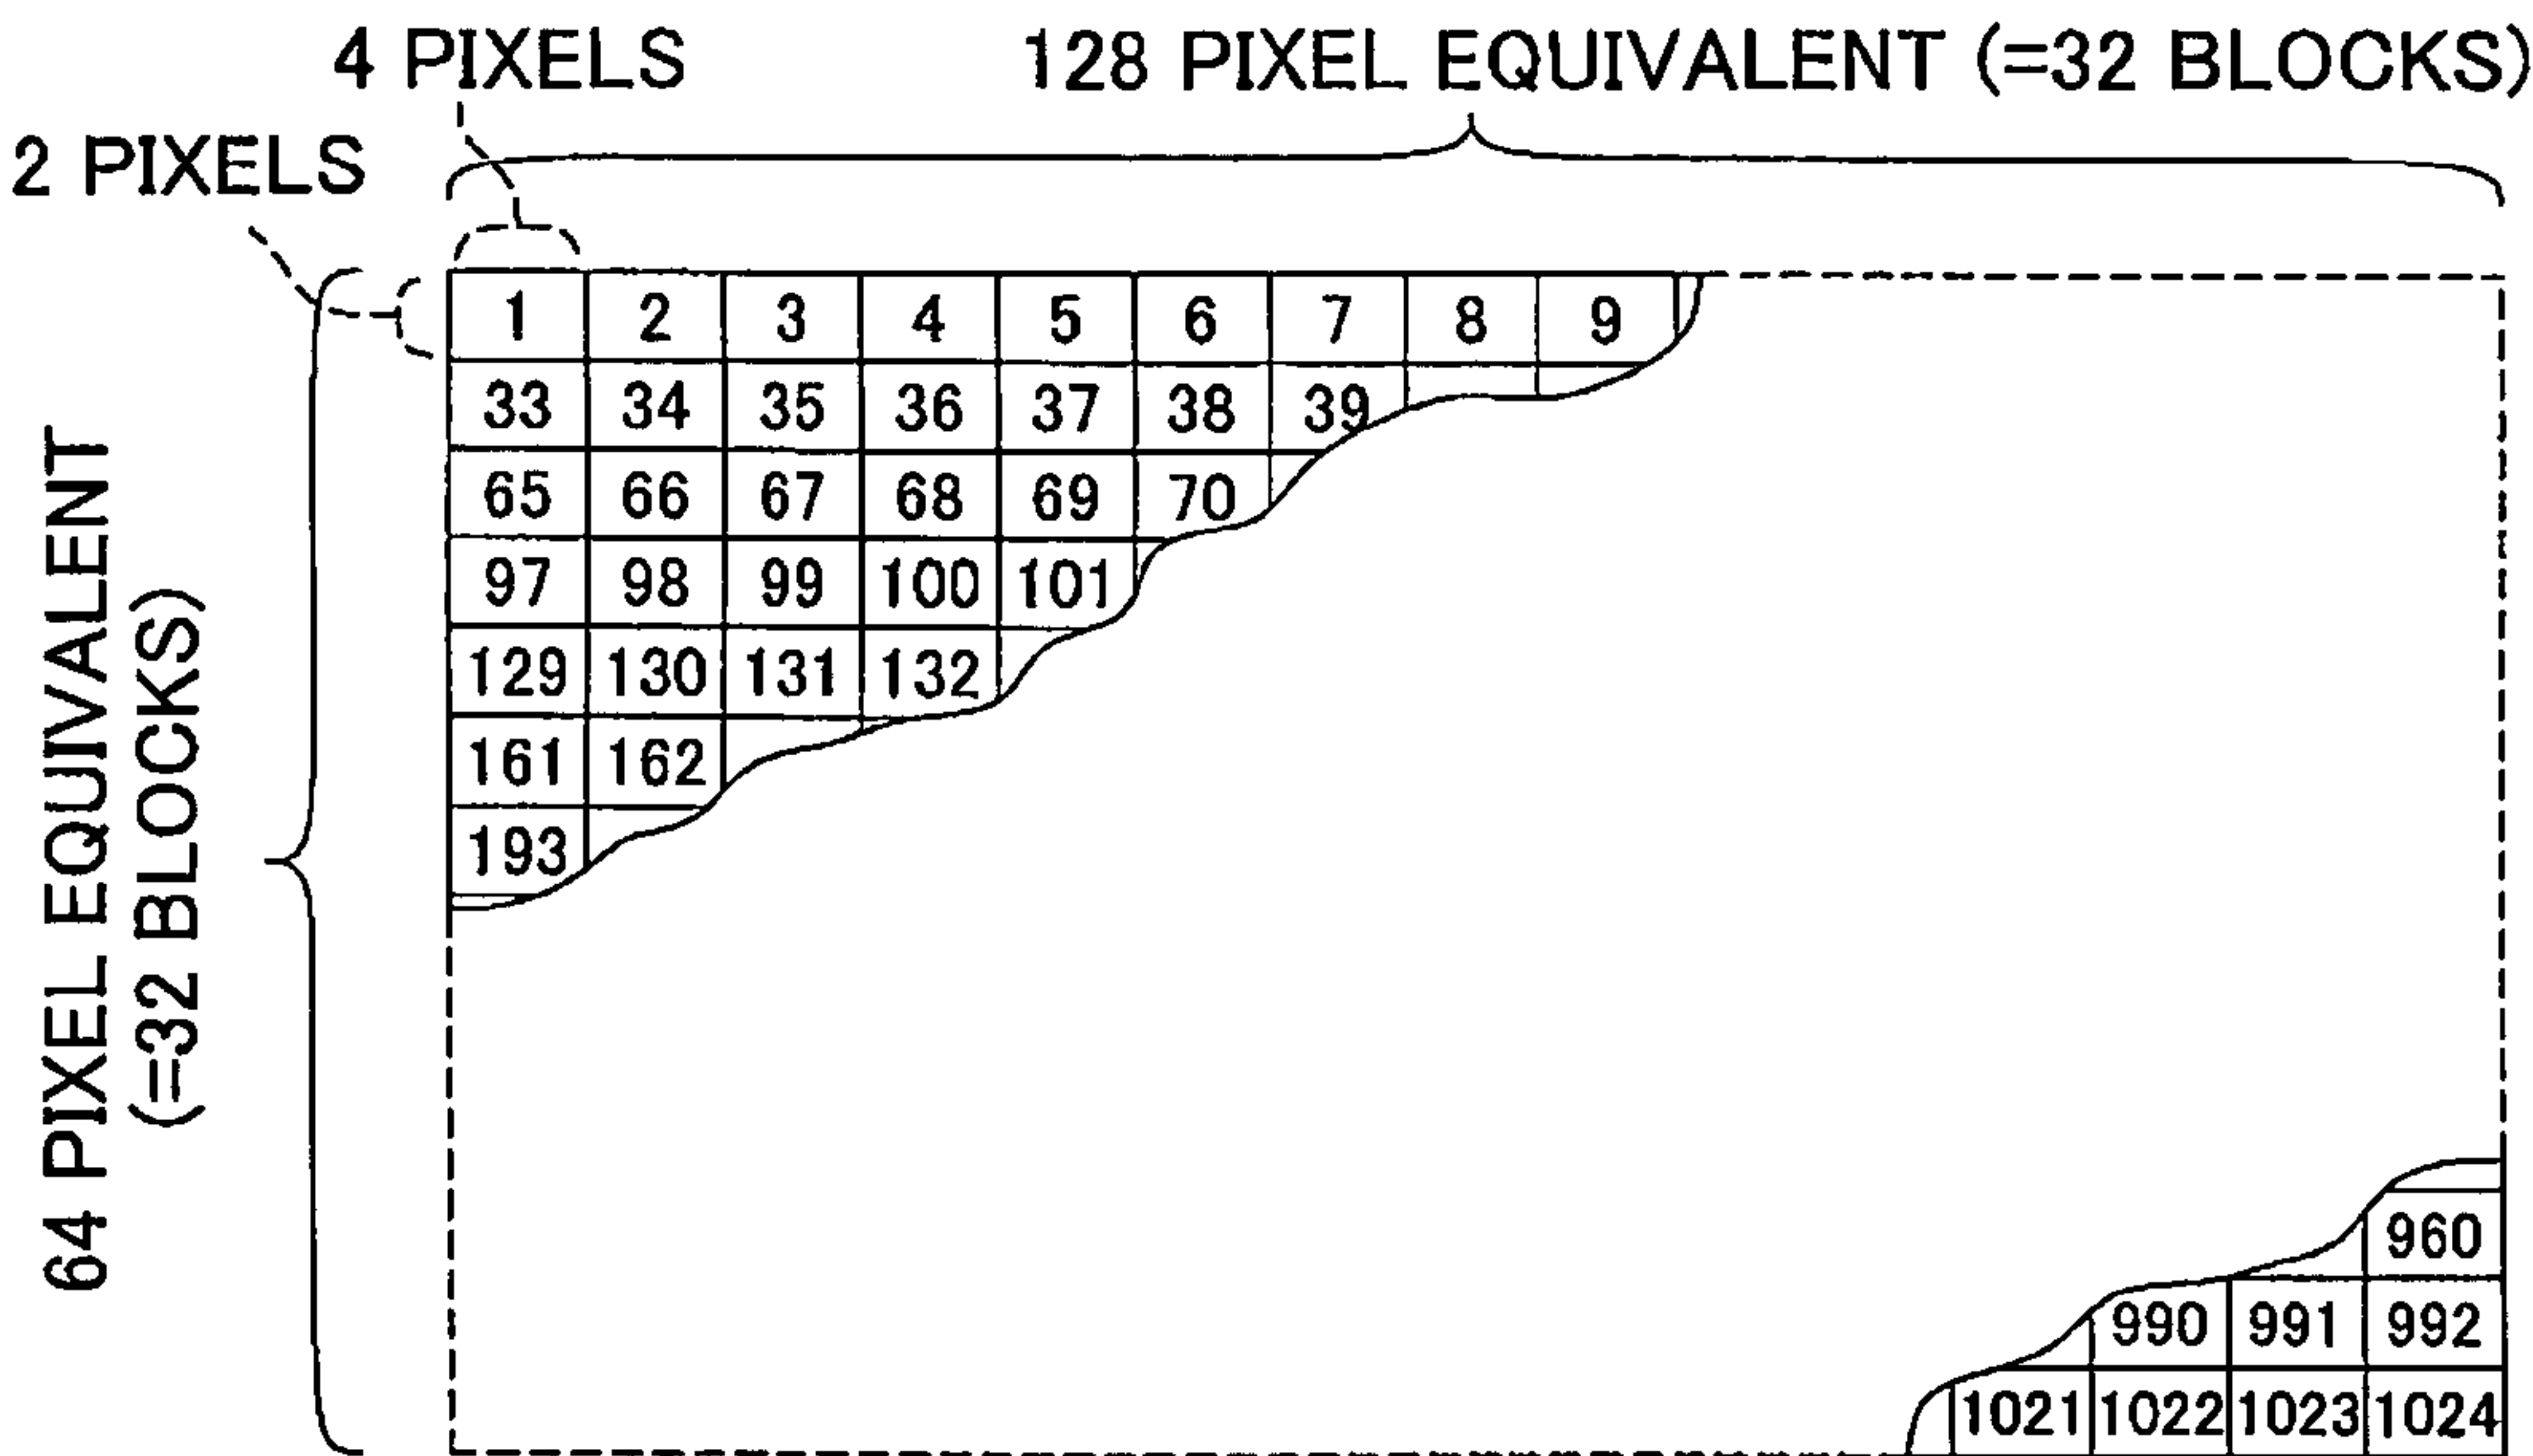 4 PIXELS
128 PIXEL EQUIVALENT (=32 BLOCKS)
2 PIXELS
64 PIXEL EQUIVALENT
(=32 BLOCKS)
1 2 3 4 5 6 7 8 9
33 34 35 36 37 38 39
65 66 67 68 69 70
97 98 99 100 101
129 130 131 132
161 162
193
960
990 991 992
1021 1022 1023 1024